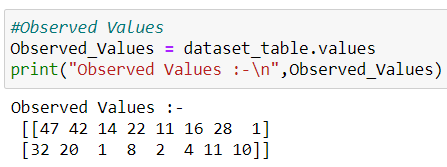 #Observed Values
Observed_Values = dataset_table.values
print("Observed Values :-\n",Observed_Values)
Observed Values :-
 [[47 42 14 22 11 16 28  1]
 [32 20  1  8  2  4 11 10]]